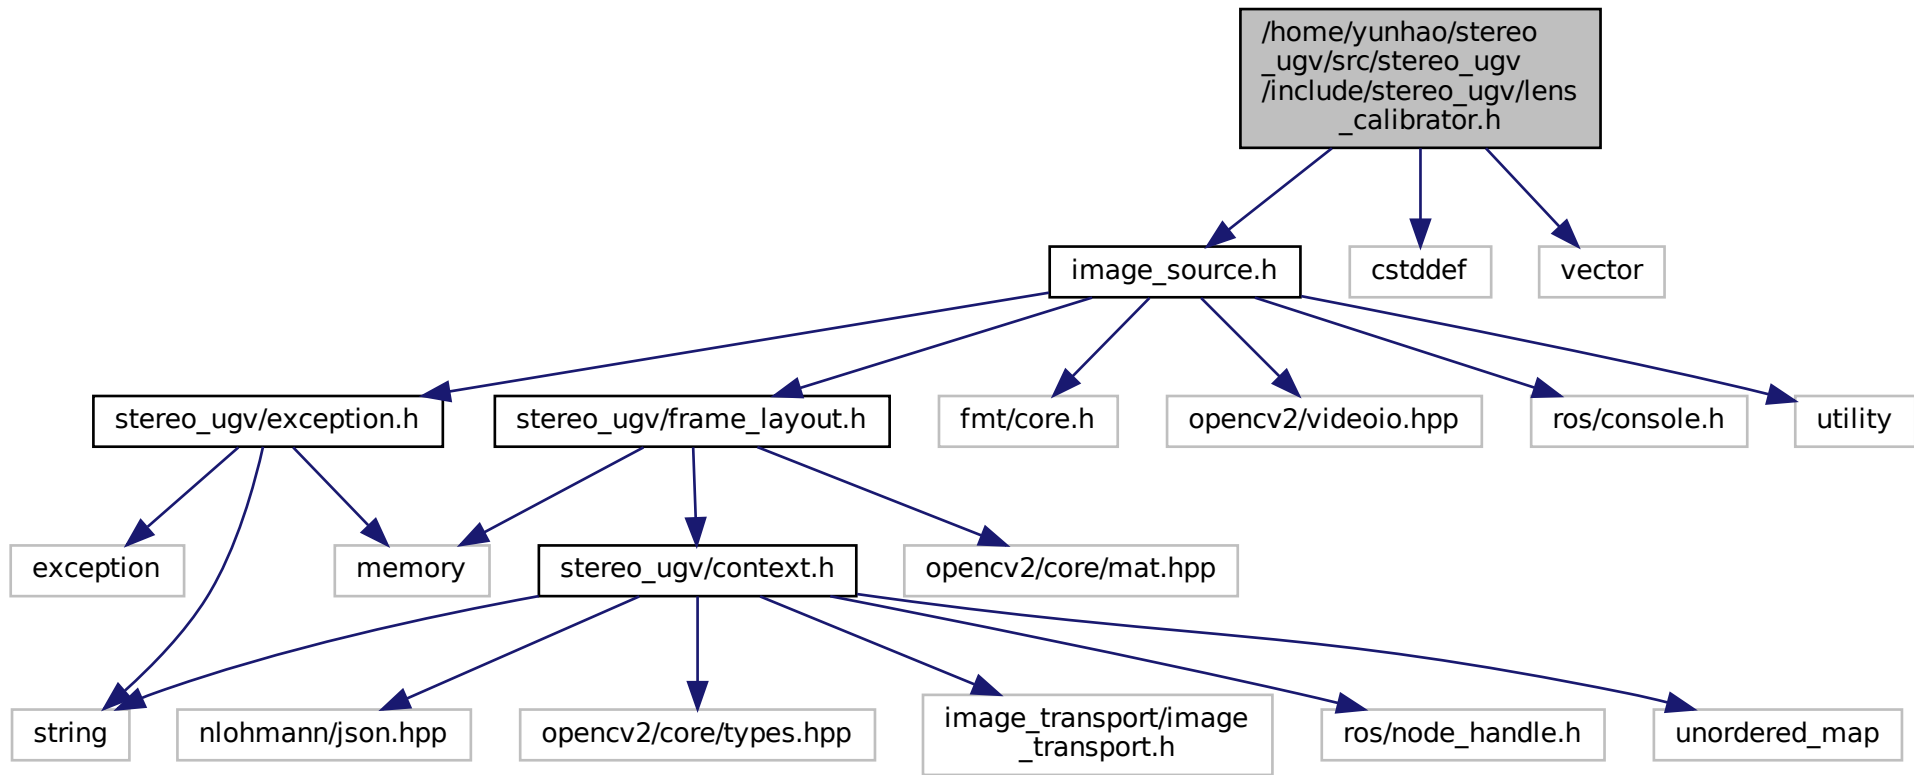 /home/yunhao/stereo
_ugv/src/stereo_ugv
/include/stereo_ugv/lens
_calibrator.h
image_source.h
cstddef
vector
stereo_ugv/exception.h
stereo_ugv/frame_layout.h
fmt/core.h
opencv2/videoio.hpp
ros/console.h
utility
exception
memory
stereo_ugv/context.h
opencv2/core/mat.hpp
string
nlohmann/json.hpp
opencv2/core/types.hpp
image_transport/image
_transport.h
ros/node_handle.h
unordered_map